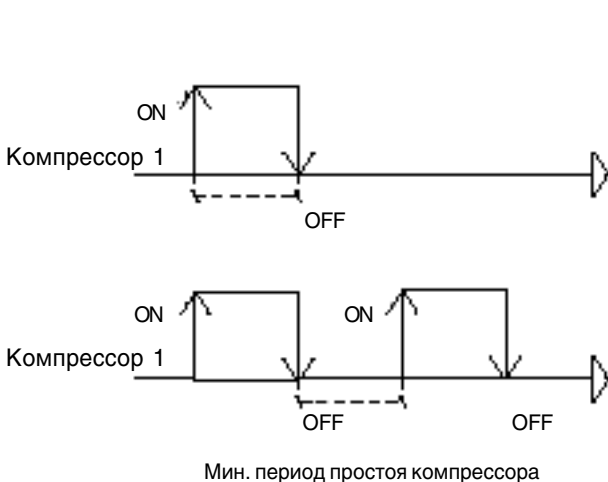 ON
Компрессор 1
OFF
ON
ON
Компрессор 1
OFF
OFF
Мин. период простоя компрессора